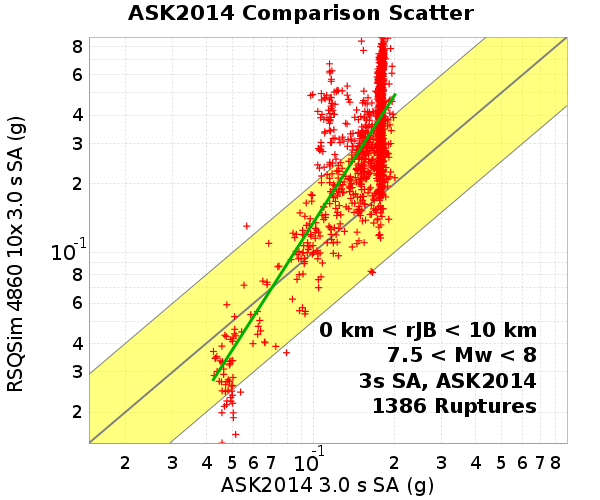 ASK2014 Comparison Scatter
RSQSim 4860 10x 3.0 s SA (g)
8
6
4
3
2
10-1
8
6
4
3
2
0 km < rJB < 10 km
7.5 < Mw < 8
3s SA, ASK2014
1386 Ruptures
2 3 4 5 6 7 10-1 2 3 4 5 6 7 8
ASK2014 3.0 s SA (g)